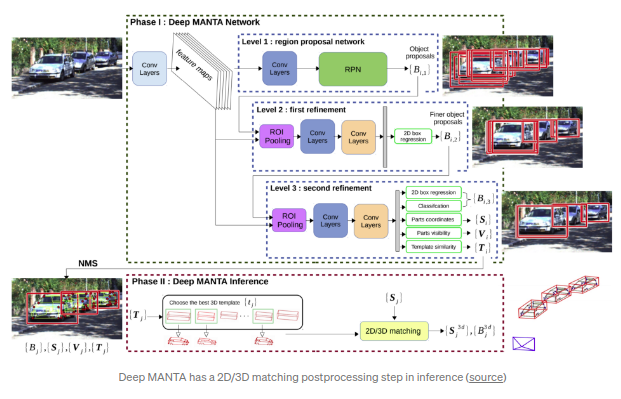 Phase I : Deep MANTA Network
Level 1 : region proposal network
Object proposals
Conv Layers
feature maps
Conv Layers
RPN
{B_{i,1}}
Level 2 : first refinement
Finer object proposals
ROI Pooling
Conv Layers
Conv Layers
2D box regression
{B_{i,2}}
Level 3 : second refinement
ROI Pooling
Conv Layers
Conv Layers
2D box regression
Classification
{B_{i,3}}
Parts coordinates
{S_i}
Parts visibility
{V_i}
Template similarity
{T_i}
NMS
Phase II : Deep MANTA Inference
Choose the best 3D template {t_j}
{T_j}
...
{S_j}
2D/3D matching
{S_j^{3d}},{B_j^{3d}}
{B_j},{S_j},{V_j},{T_j}
Deep MANTA has a 2D/3D matching postprocessing step in inference (source)